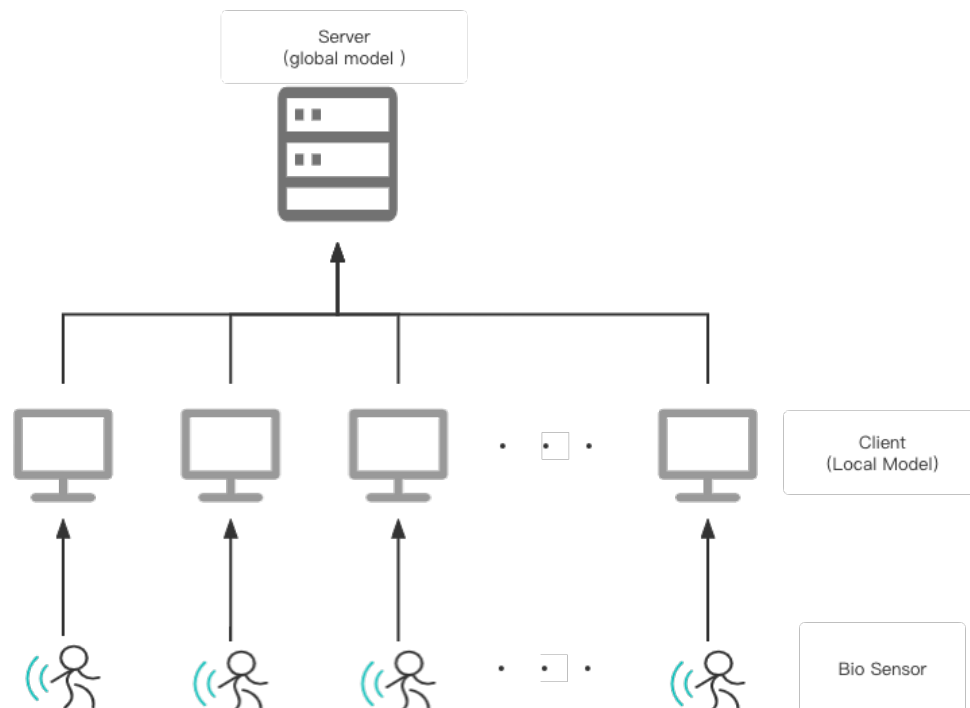 Server
(global model )
Client
(Local Model)
Bio Sensor